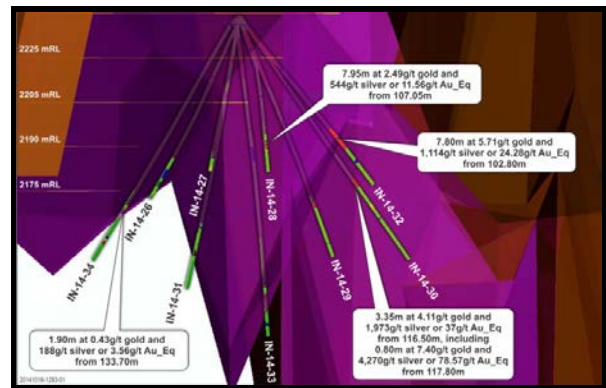 2225 mRL
2205 mRL
2190 mRL
2175 mRL
7.95m at 2.49g/t gold and
544g/t silver or 11.56g/t Au_Eq
from 107.05m
7.80m at 5.71g/t gold and
1,114g/t silver or 24.28g/t Au_Eq
from 102.80m
IN-14-34
IN-14-26
IN-14-27
IN-14-31
IN-14-28
IN-14-33
IN-14-29
IN-14-32
IN-14-30
1.90m at 0.43g/t gold and
188g/t silver or 3.56g/t Au_Eq
from 133.70m
3.35m at 4.11g/t gold and
1,973g/t silver or 37g/t Au_Eq
from 116.50m, including
0.80m at 7.40g/t gold and
4,270g/t silver or 78.57g/t Au_Eq
from 117.80m